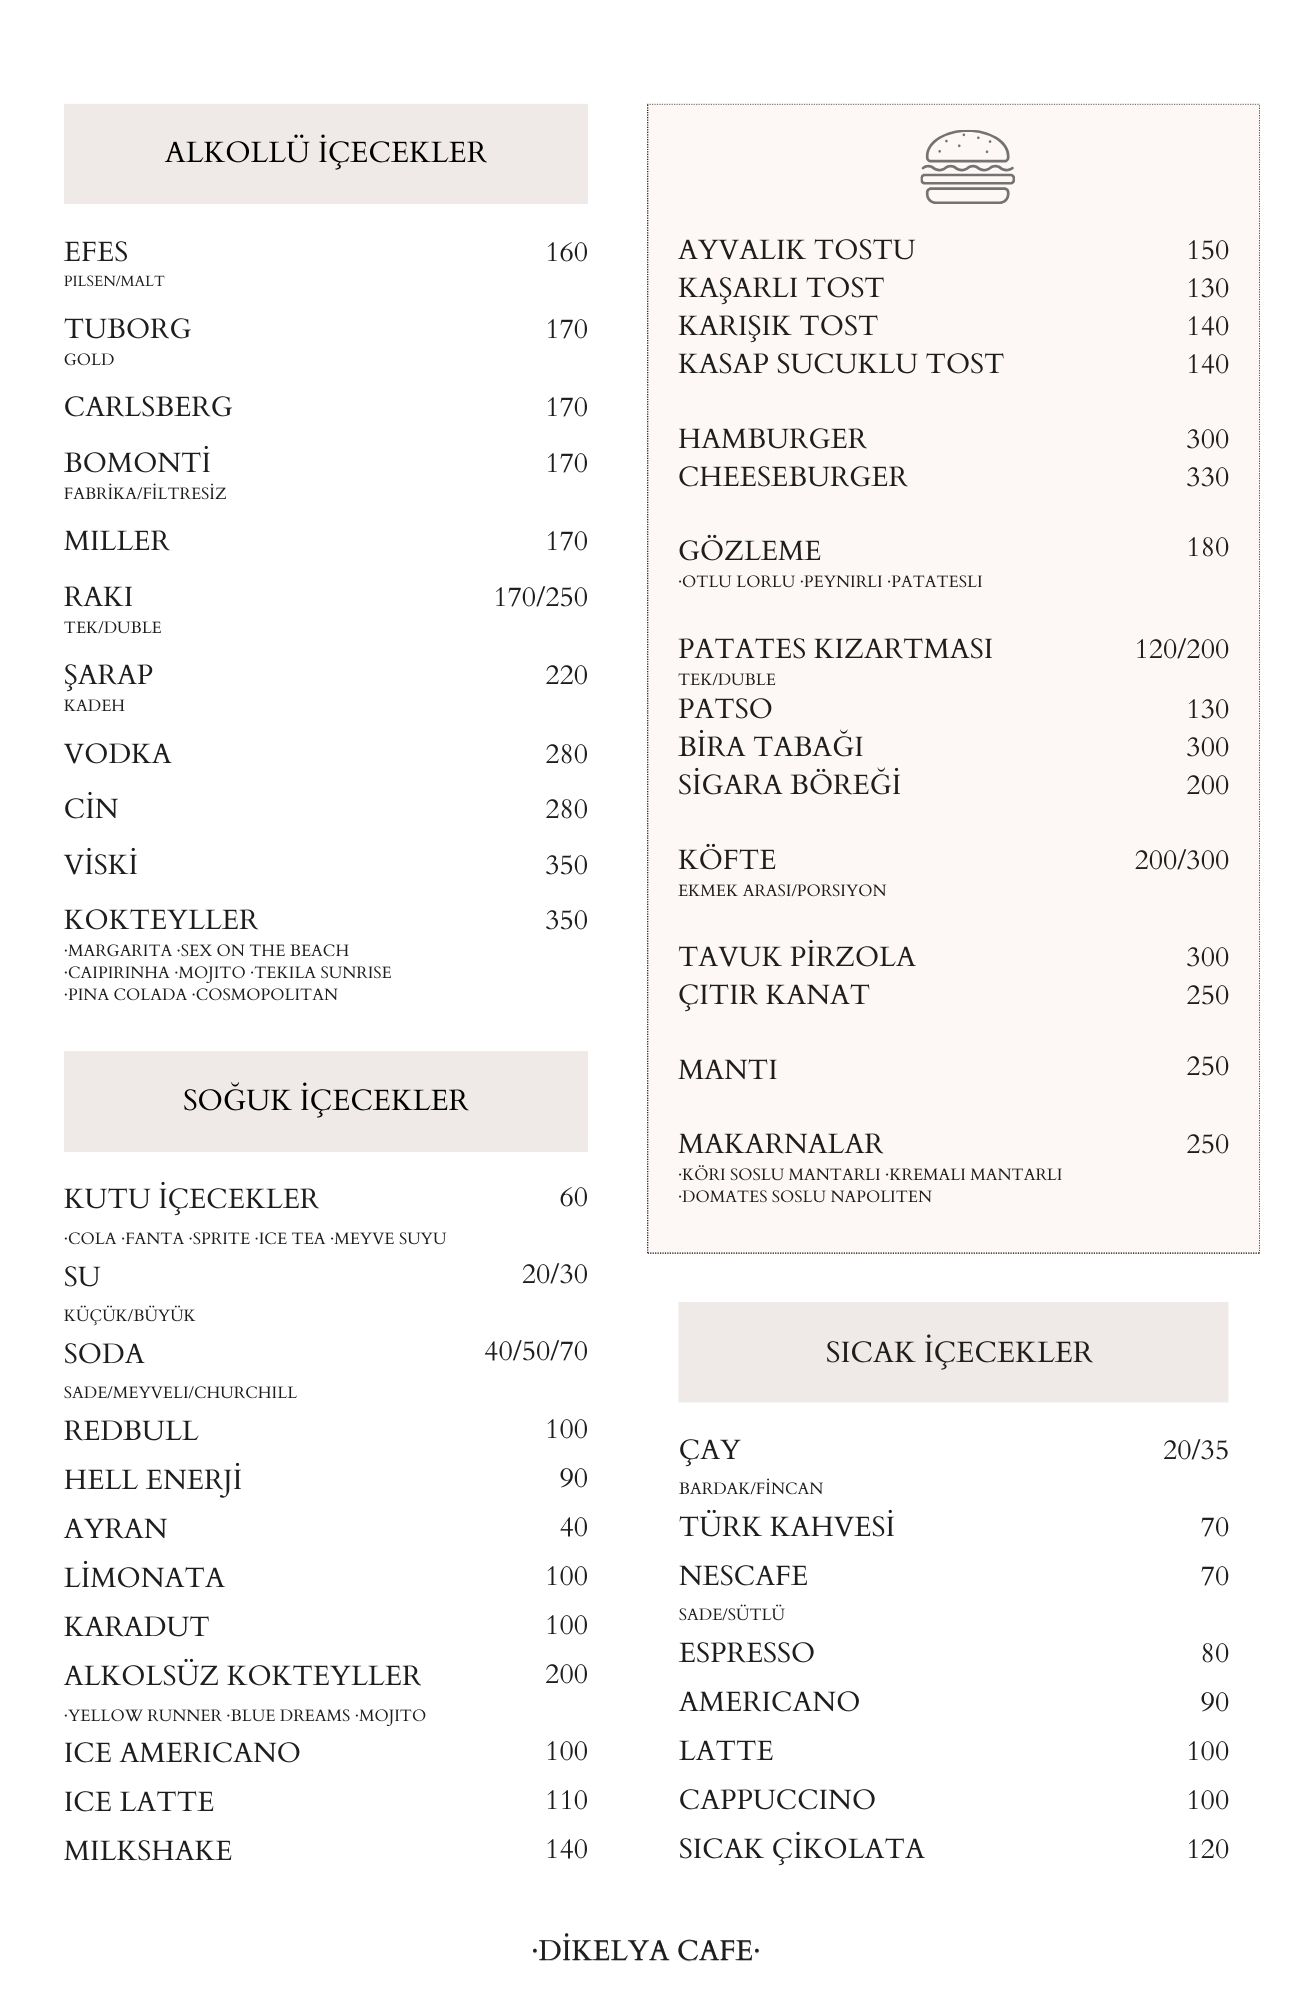 ALKOLLÜ İÇECEKLER
EFES 160
PILSEN/MALT
TUBORG 170
GOLD
CARLSBERG 170
BOMONTİ 170
FABRİKA/FİLTRESİZ
MILLER 170
RAKI 170/250
TEK/DUBLE
ŞARAP 220
KADEH
VODKA 280
CİN 280
VİSKİ 350
KOKTEYLLER 350
·MARGARITA ·SEX ON THE BEACH
·CAIPIRINHA ·MOJITO ·TEKILA SUNRISE
·PINA COLADA ·COSMOPOLITAN
SOĞUK İÇECEKLER
KUTU İÇECEKLER 60
·COLA ·FANTA ·SPRITE ·ICE TEA ·MEYVE SUYU
SU 20/30
KÜÇÜK/BÜYÜK
SODA 40/50/70
SADE/MEYVELI/CHURCHILL
REDBULL 100
HELL ENERJİ 90
AYRAN 40
LİMONATA 100
KARADUT 100
ALKOLSÜZ KOKTEYLLER 200
·YELLOW RUNNER ·BLUE DREAMS ·MOJITO
ICE AMERICANO 100
ICE LATTE 110
MILKSHAKE 140
AYVALIK TOSTU 150
KAŞARLI TOST 130
KARIŞIK TOST 140
KASAP SUCUKLU TOST 140
HAMBURGER 300
CHEESEBURGER 330
GÖZLEME 180
·OTLU LORLU ·PEYNIRLI ·PATATESLI
PATATES KIZARTMASI 120/200
TEK/DUBLE
PATSO 130
BİRA TABAĞI 300
SİGARA BÖREĞİ 200
KÖFTE 200/300
EKMEK ARASI/PORSIYON
TAVUK PİRZOLA 300
ÇITIR KANAT 250
MANTI 250
MAKARNALAR 250
·KÖRI SOSLU MANTARLI ·KREMALI MANTARLI
·DOMATES SOSLU NAPOLITEN
SICAK İÇECEKLER
ÇAY 20/35
BARDAK/FİNCAN
TÜRK KAHVESİ 70
NESCAFE 70
SADE/SÜTLÜ
ESPRESSO 80
AMERICANO 90
LATTE 100
CAPPUCCINO 100
SICAK ÇİKOLATA 120
·DİKELYA CAFE·